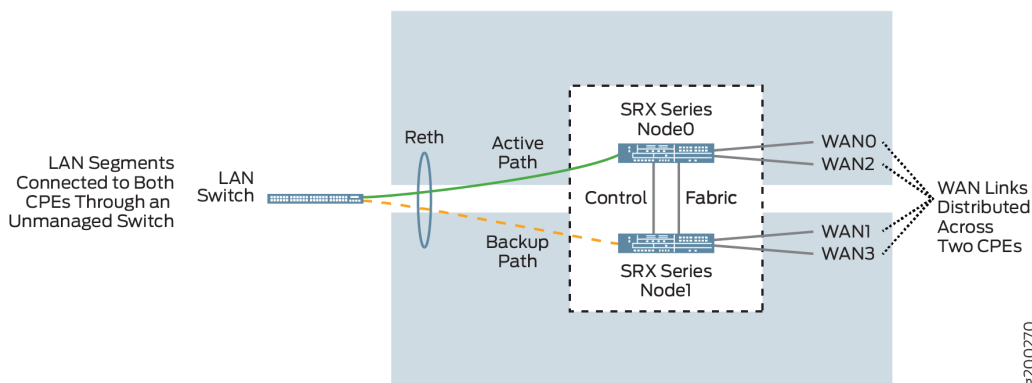 LAN Segments
Connected to Both
CPEs Through an
Unmanaged Switch
LAN
Switch
Reth
Active
Path
Backup
Path
SRX Series
Node0
Control
Fabric
SRX Series
Node1
WAN0
WAN2
WAN1
WAN3
WAN Links
Distributed
Across
Two CPEs
g200270